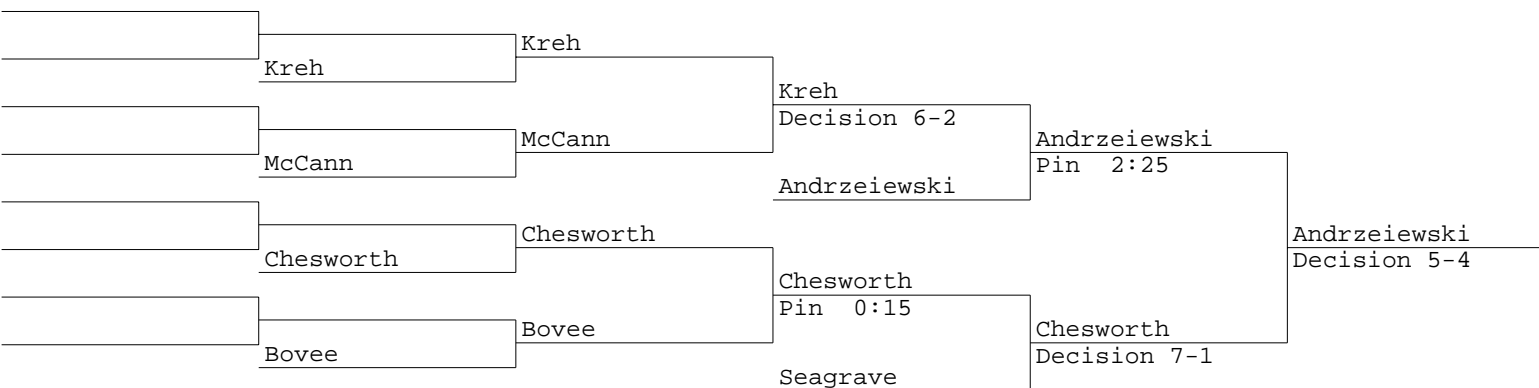 Kreh
Kreh
Kreh
Decision 6-2
McCann
McCann
Andrzeiewski
Pin 2:25
Andrzeiewski
Chesworth
Chesworth
Andrzeiewski
Decision 5-4
Chesworth
Pin 0:15
Bovee
Bovee
Chesworth
Decision 7-1
Seagrave